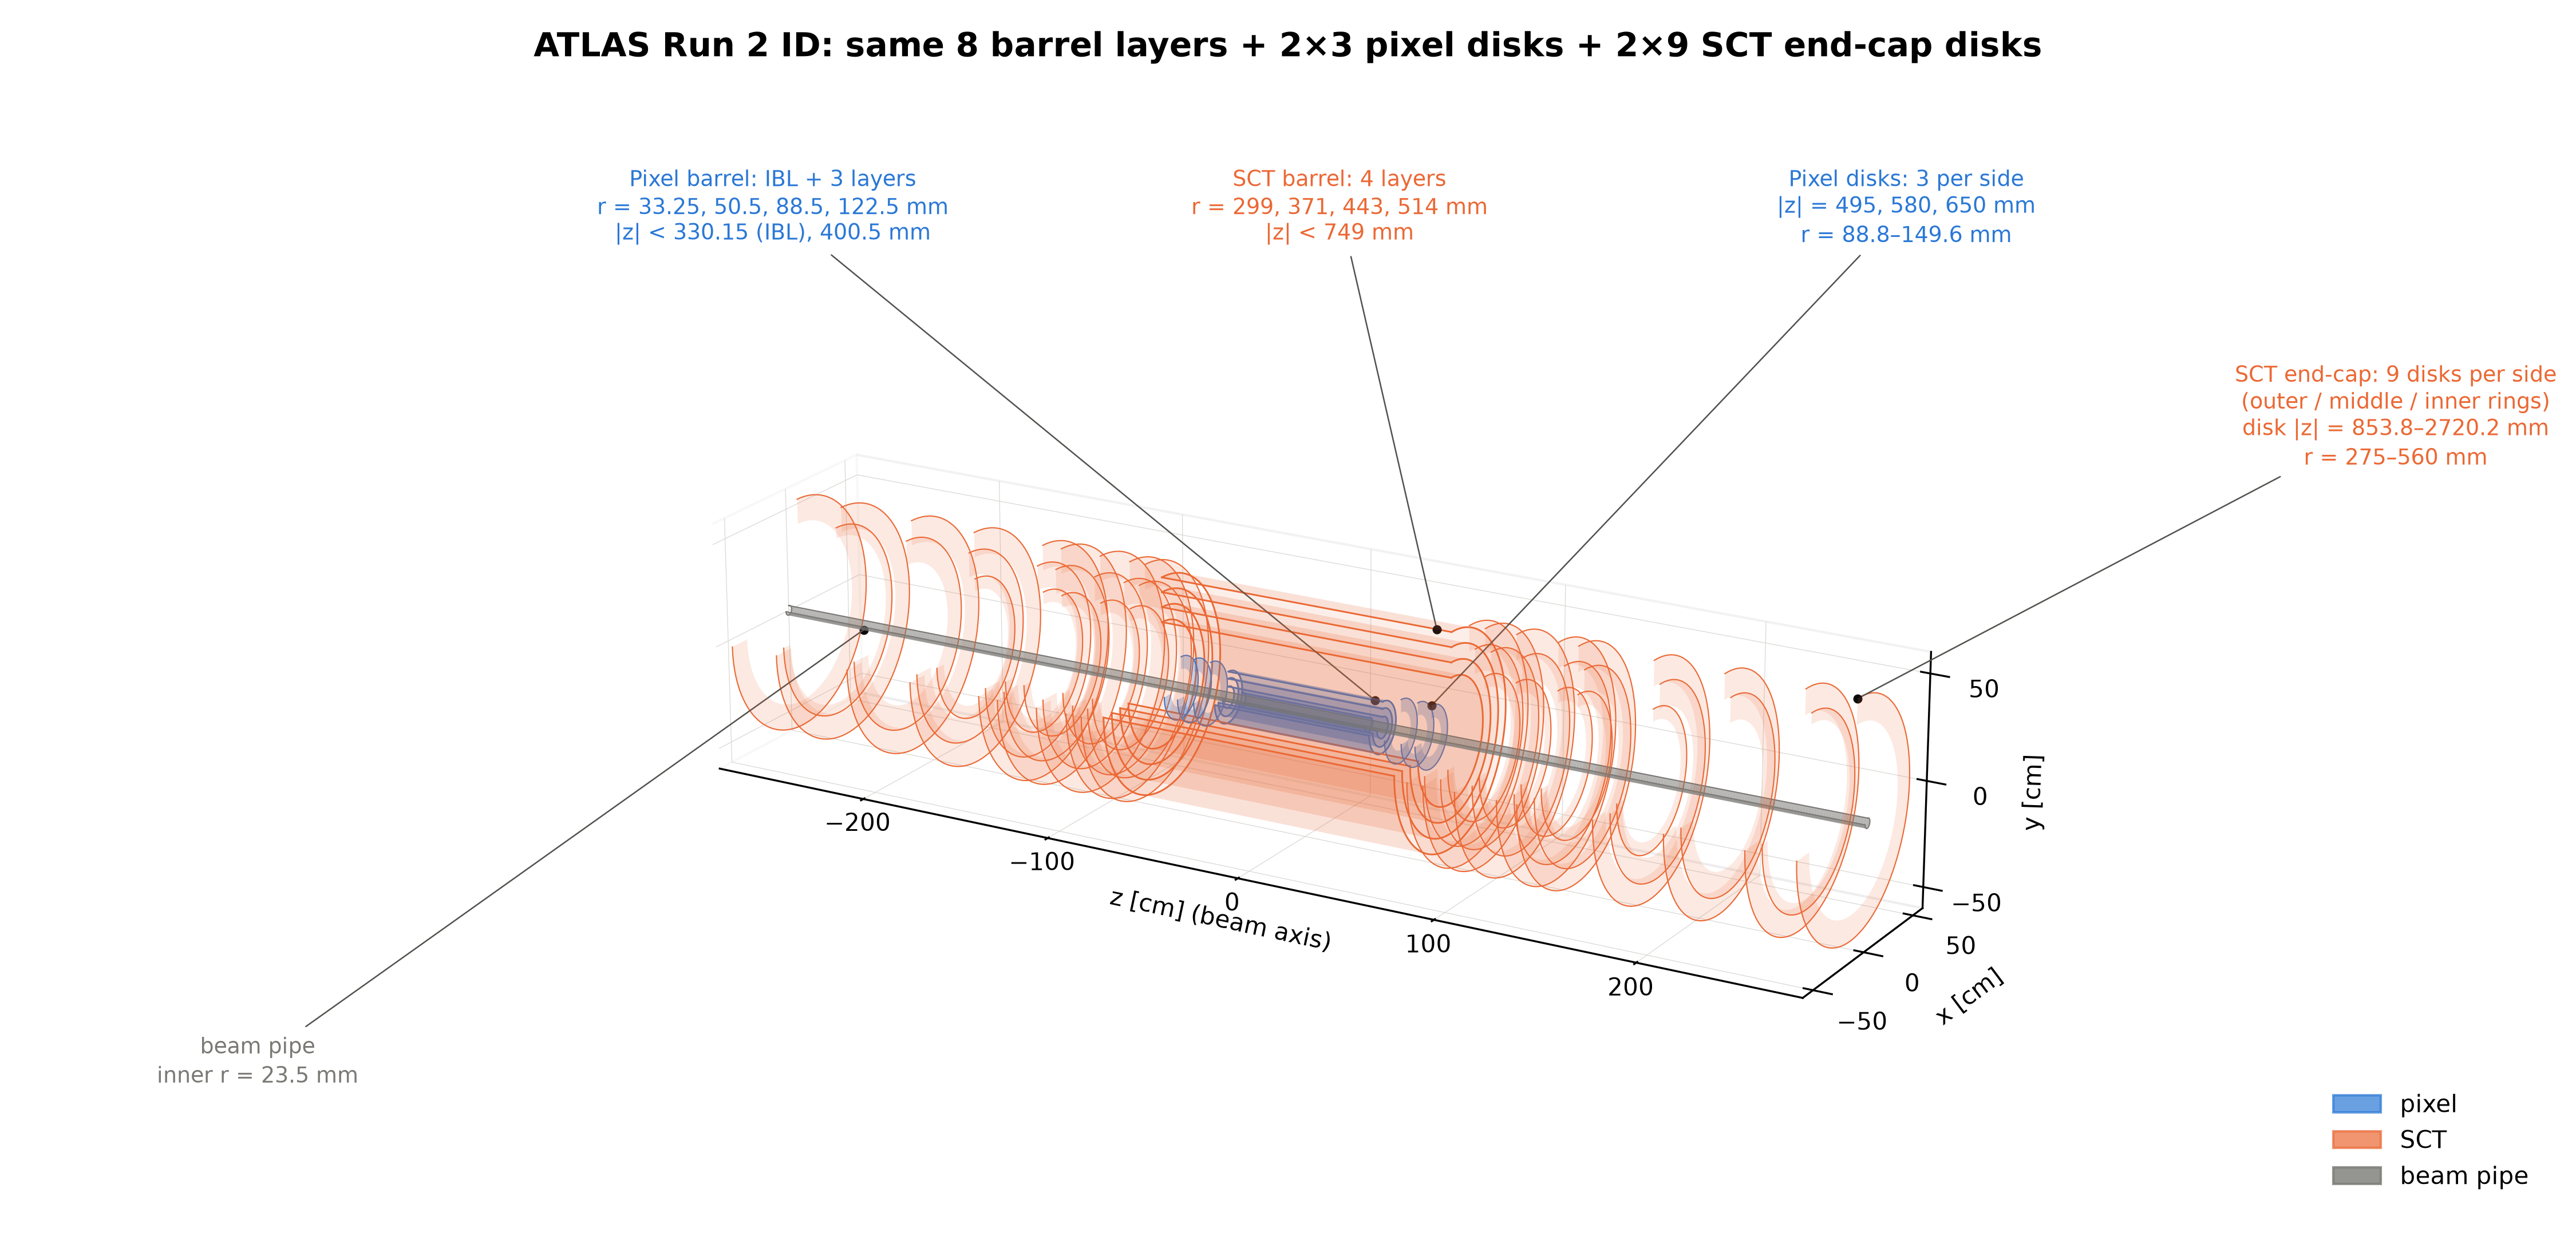 ATLAS Run 2 ID: same 8 barrel layers + 2×3 pixel disks + 2×9 SCT end-cap disks
Pixel barrel: IBL + 3 layers
r = 33.25, 50.5, 88.5, 122.5 mm
|z| < 330.15 (IBL), 400.5 mm
SCT barrel: 4 layers
r = 299, 371, 443, 514 mm
|z| < 749 mm
Pixel disks: 3 per side
|z| = 495, 580, 650 mm
r = 88.8–149.6 mm
SCT end-cap: 9 disks per side
(outer / middle / inner rings)
disk |z| = 853.8–2720.2 mm
r = 275–560 mm
50
0
−50
y [cm]
50
0
−50
x [cm]
−200
−100
0
100
200
z [cm] (beam axis)
beam pipe
inner r = 23.5 mm
pixel
SCT
beam pipe